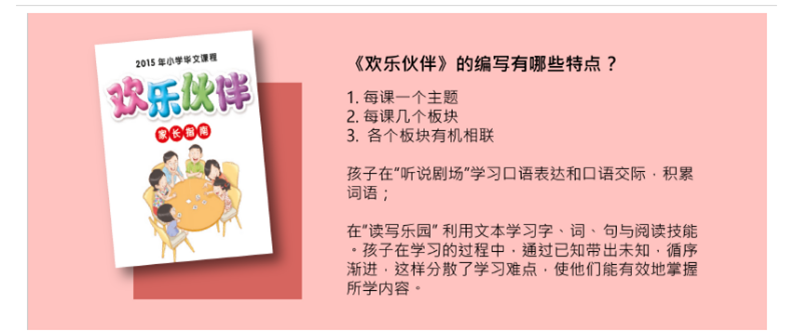 2015 年小学华文课程
欢乐伙伴
家长指南
《欢乐伙伴》的编写有哪些特点？
1. 每课一个主题
2. 每课几个板块
3. 各个板块有机相联
孩子在“听说剧场”学习口语表达和口语交际，积累
词语；
在“读写乐园” 利用文本学习字、词、句与阅读技能
。孩子在学习的过程中，通过已知带出未知，循序
渐进，这样分散了学习难点，使他们能有效地掌握
所学内容。